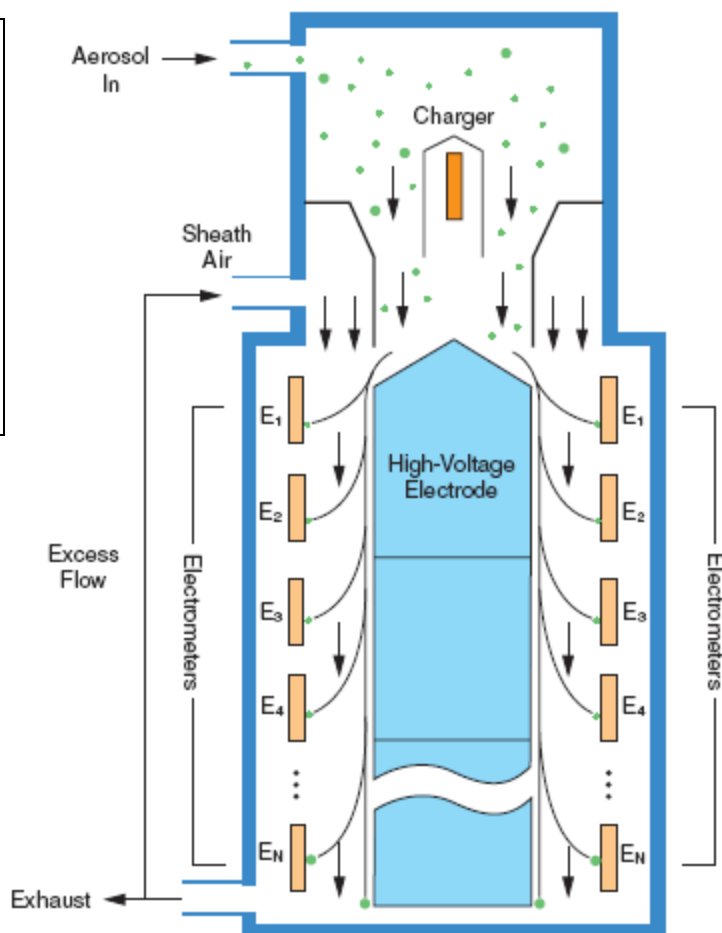 Aerosol
In
Charger
Sheath
Air
E1
E1
High-Voltage
Electrode
E2
E2
Excess
Flow
Electrometers
Electrometers
E3
E3
E4
E4
EN
EN
Exhaust